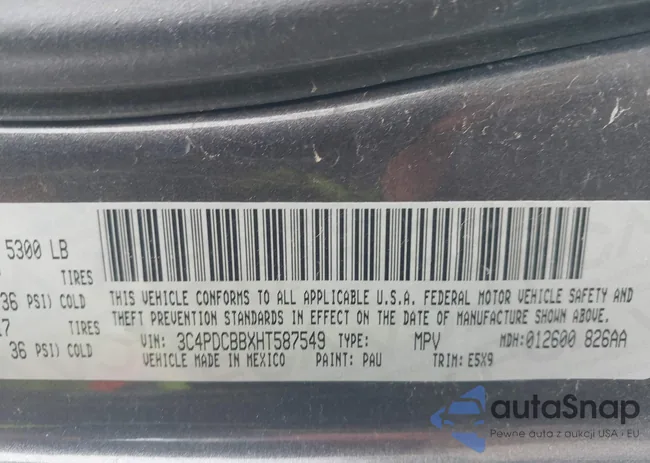 5300 LB
TIRES
36 PSI) COLD
TIRES
36 PSI) COLD
THIS VEHICLE CONFORMS TO ALL APPLICABLE U.S.A. FEDERAL MOTOR VEHICLE SAFETY AND
THEFT PREVENTION STANDARDS IN EFFECT ON THE DATE OF MANUFACTURE SHOWN ABOVE.
VIN: 3C4PDCBBXHT587549 TYPE: MPV MDH:012600 826AA
VEHICLE MADE IN MEXICO PAINT: PAU TRIM: E5X9
autaSnap
Pewne auta z aukcji USA i EU